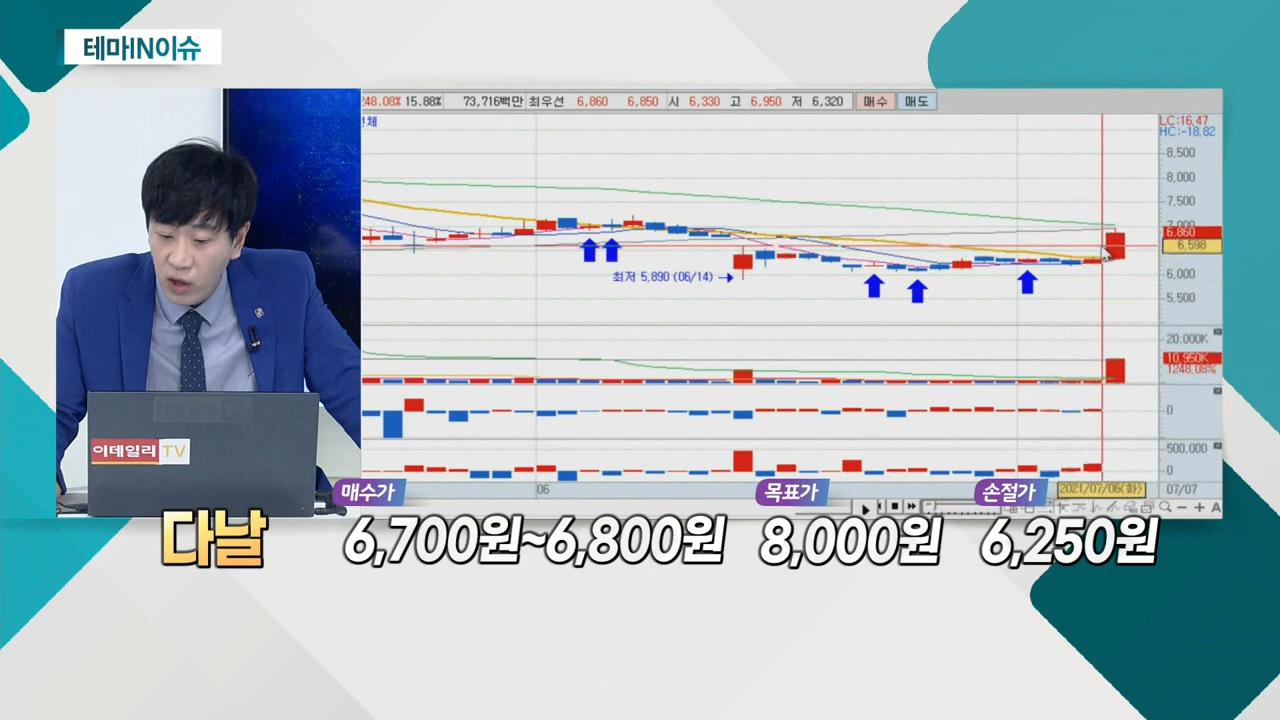 테마IN이슈
248.08% 15.88% 73,716백만 최우선 6,860 6,850 시 6,330 고 6,950 저 6,320 매수 매도
LC:16.47
HC:-18.82
8,500
8,000
7,500
7,000
6,860
6,598
6,000
5,500
최저 5,890 (06/14)
20,000K
10,950K
1248.08%
0
500,000
0
06
2021/07/06(화)
07/07
A
이데일리 TV
매수가 목표가 손절가
다날 6,700원~6,800원 8,000원 6,250원